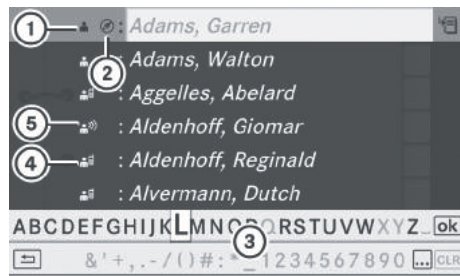 1 : Adams, Garren
2 : Adams, Walton
: Aggelles, Abelard
5 : Aldenhoff, Giomar
4 : Aldenhoff, Reginald
: Alvermann, Dutch
ABCDEFGHIJKLMNOPQRSTUVWXYZ_ ok
3
&'+,.-/()#:*_1234567890 ... CLR